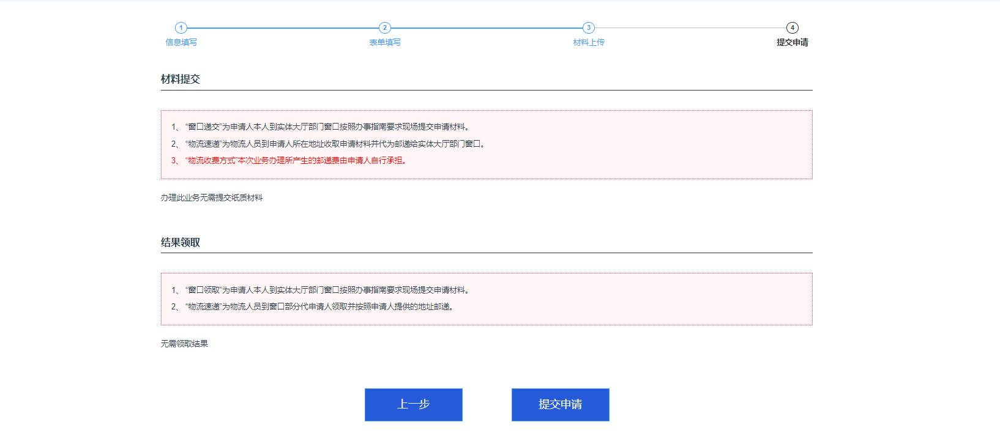 1 2 3 4
信息填写 表单填写 材料上传 提交申请
材料提交
1、 “窗口递交”为申请人本人到实体大厅部门窗口按照办事指南要求现场提交申请材料。
2、 “物流速递”为物流人员到申请人所在地址收取申请材料并代为邮递给实体大厅部门窗口。
3、 “物流收费方式”本次业务办理所产生的邮递费由申请人自行承担。
办理此业务无需提交纸质材料
结果领取
1、 “窗口领取”为申请人本人到实体大厅部门窗口按照办事指南要求现场提交申请材料。
2、 “物流速递”为物流人员到窗口部分代申请人领取并按照申请人提供的地址邮递。
无需领取结果
上一步 提交申请